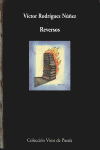 Víctor Rodríguez Núñez
Reversos
Colección Visor de Poesía